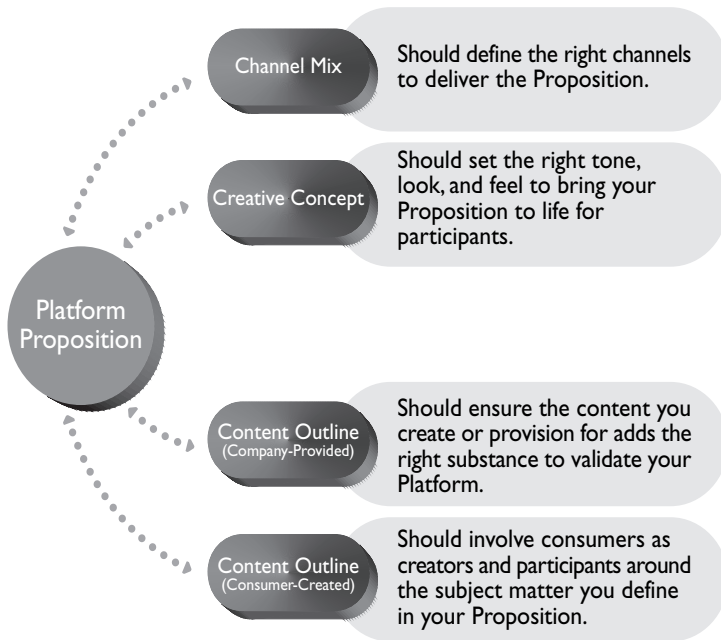 Channel Mix
Should define the right channels
to deliver the Proposition.
Creative Concept
Should set the right tone,
look, and feel to bring your
Proposition to life for
participants.
Platform
Proposition
Content Outline
(Company-Provided)
Should ensure the content you
create or provision for adds the
right substance to validate your
Platform.
Content Outline
(Consumer-Created)
Should involve consumers as
creators and participants around
the subject matter you define
in your Proposition.